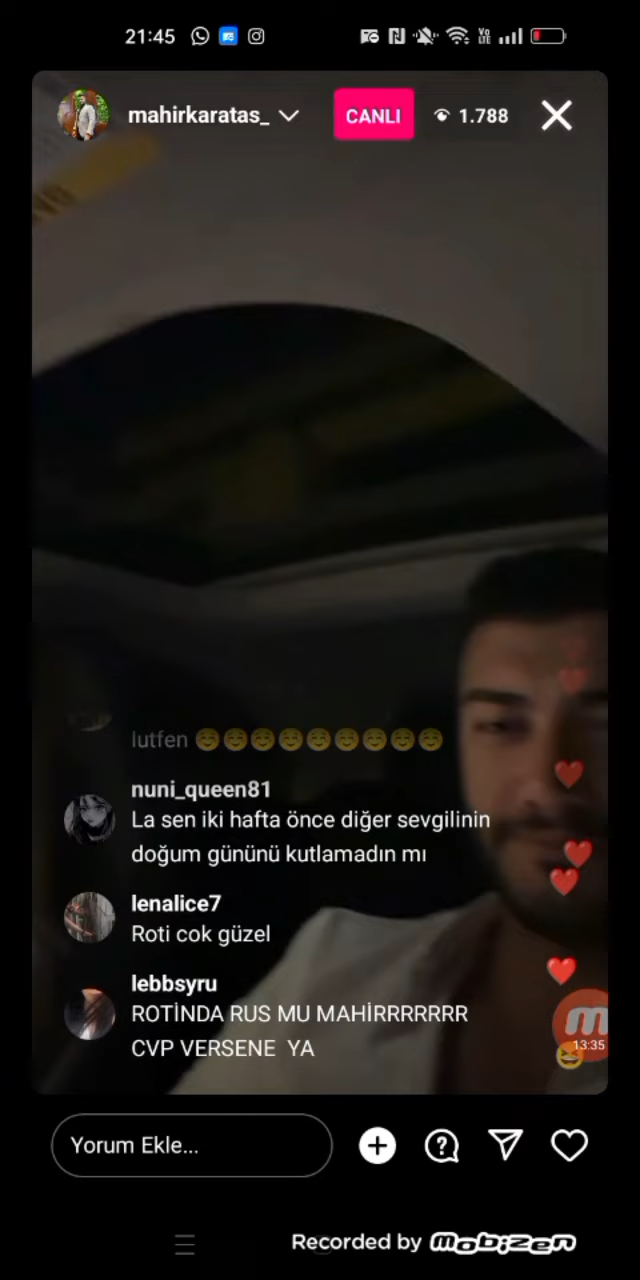 21:45
mahirkaratas_
CANLI
1.788
lutfen 😊😊😊😊😊😊😊😊😊
nuni_queen81
La sen iki hafta önce diğer sevgilinin
doğum gününü kutlamadın mı
lenalice7
Roti cok güzel
lebbsyru
ROTİNDA RUS MU MAHİRRRRRRR
CVP VERSENE YA
13:35
Yorum Ekle...
Recorded by Mobizen